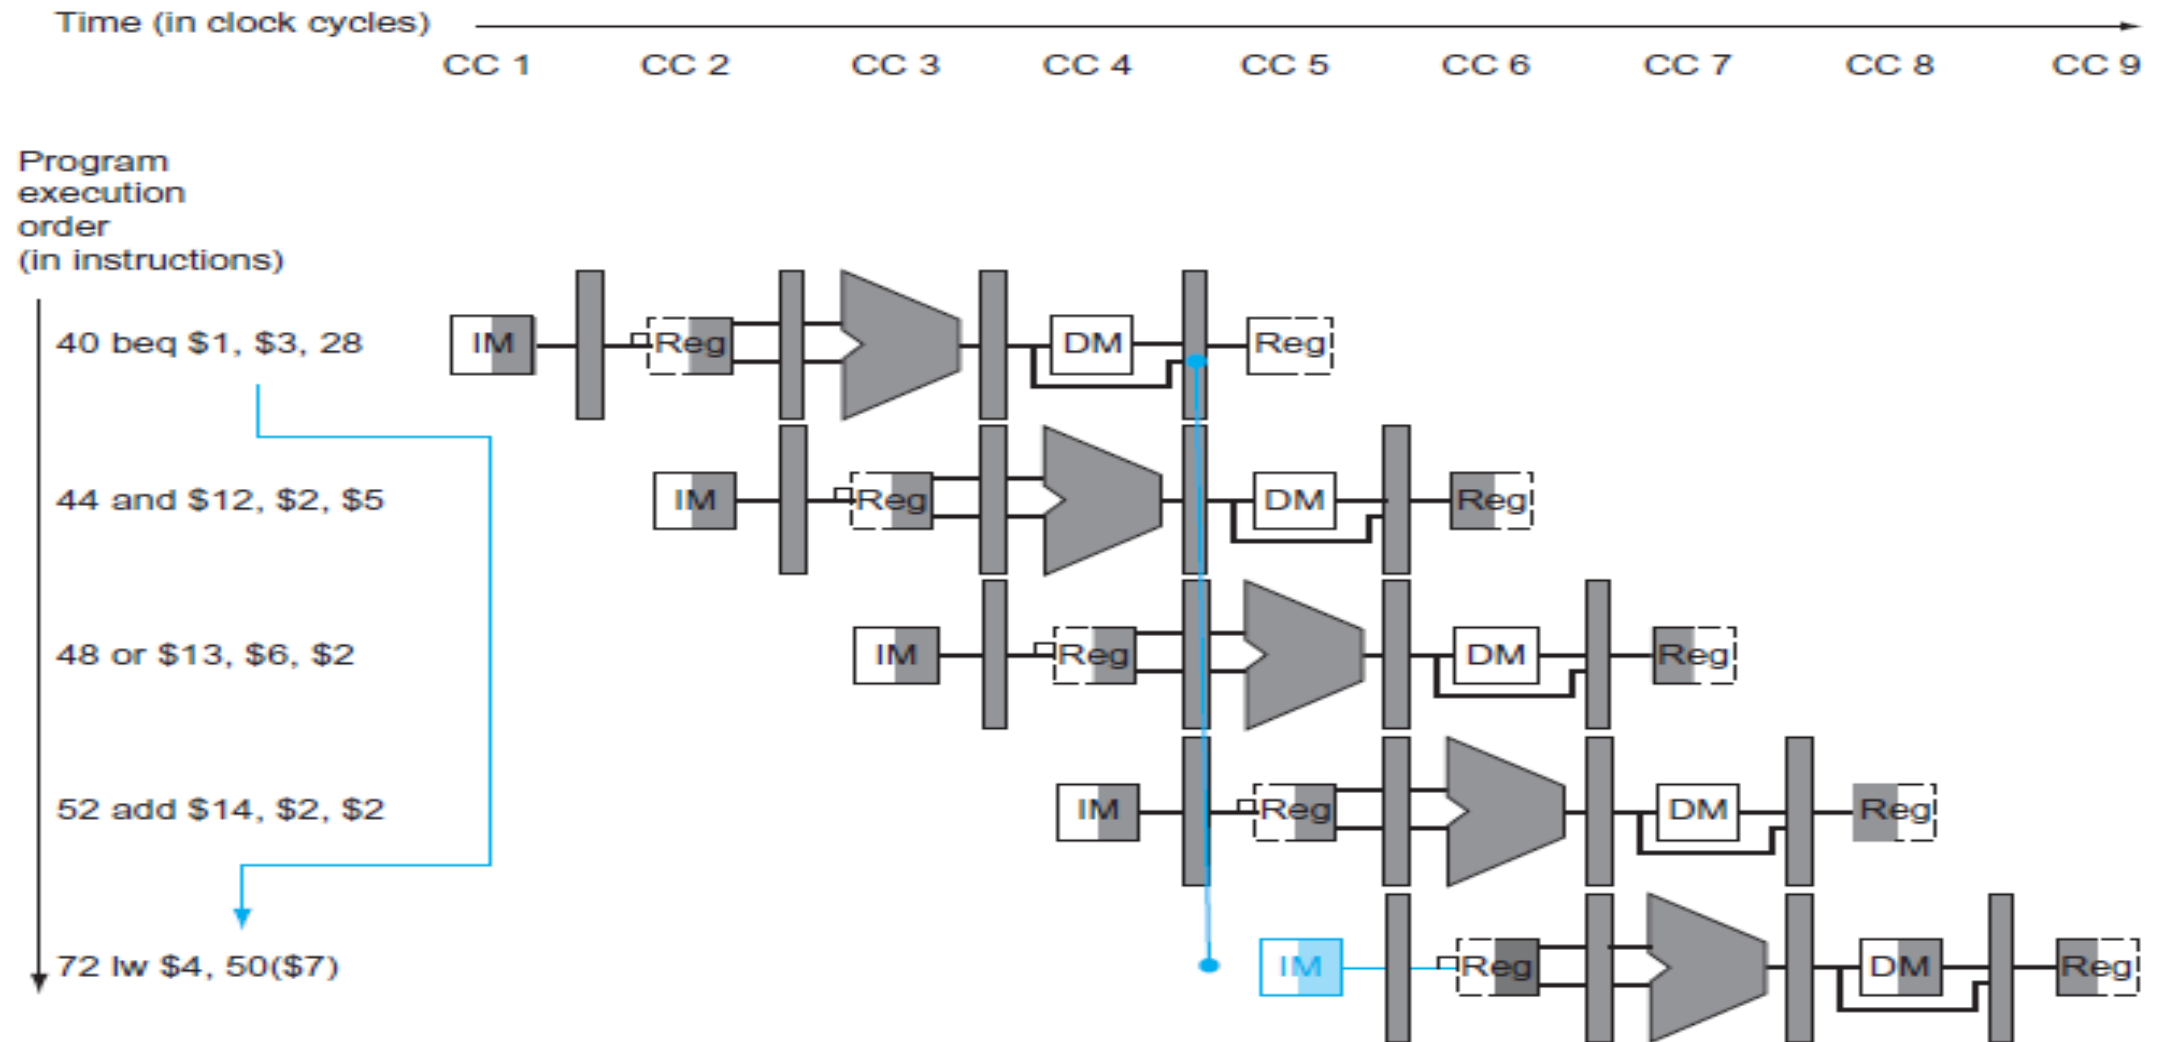 Time (in clock cycles)
CC 1 CC 2 CC 3 CC 4 CC 5 CC 6 CC 7 CC 8 CC 9
Program
execution
order
(in instructions)
40 beq $1, $3, 28
IM Reg DM Reg
44 and $12, $2, $5
IM Reg DM Reg
48 or $13, $6, $2
IM Reg DM Reg
52 add $14, $2, $2
IM Reg DM Reg
72 lw $4, 50($7)
IM Reg DM Reg